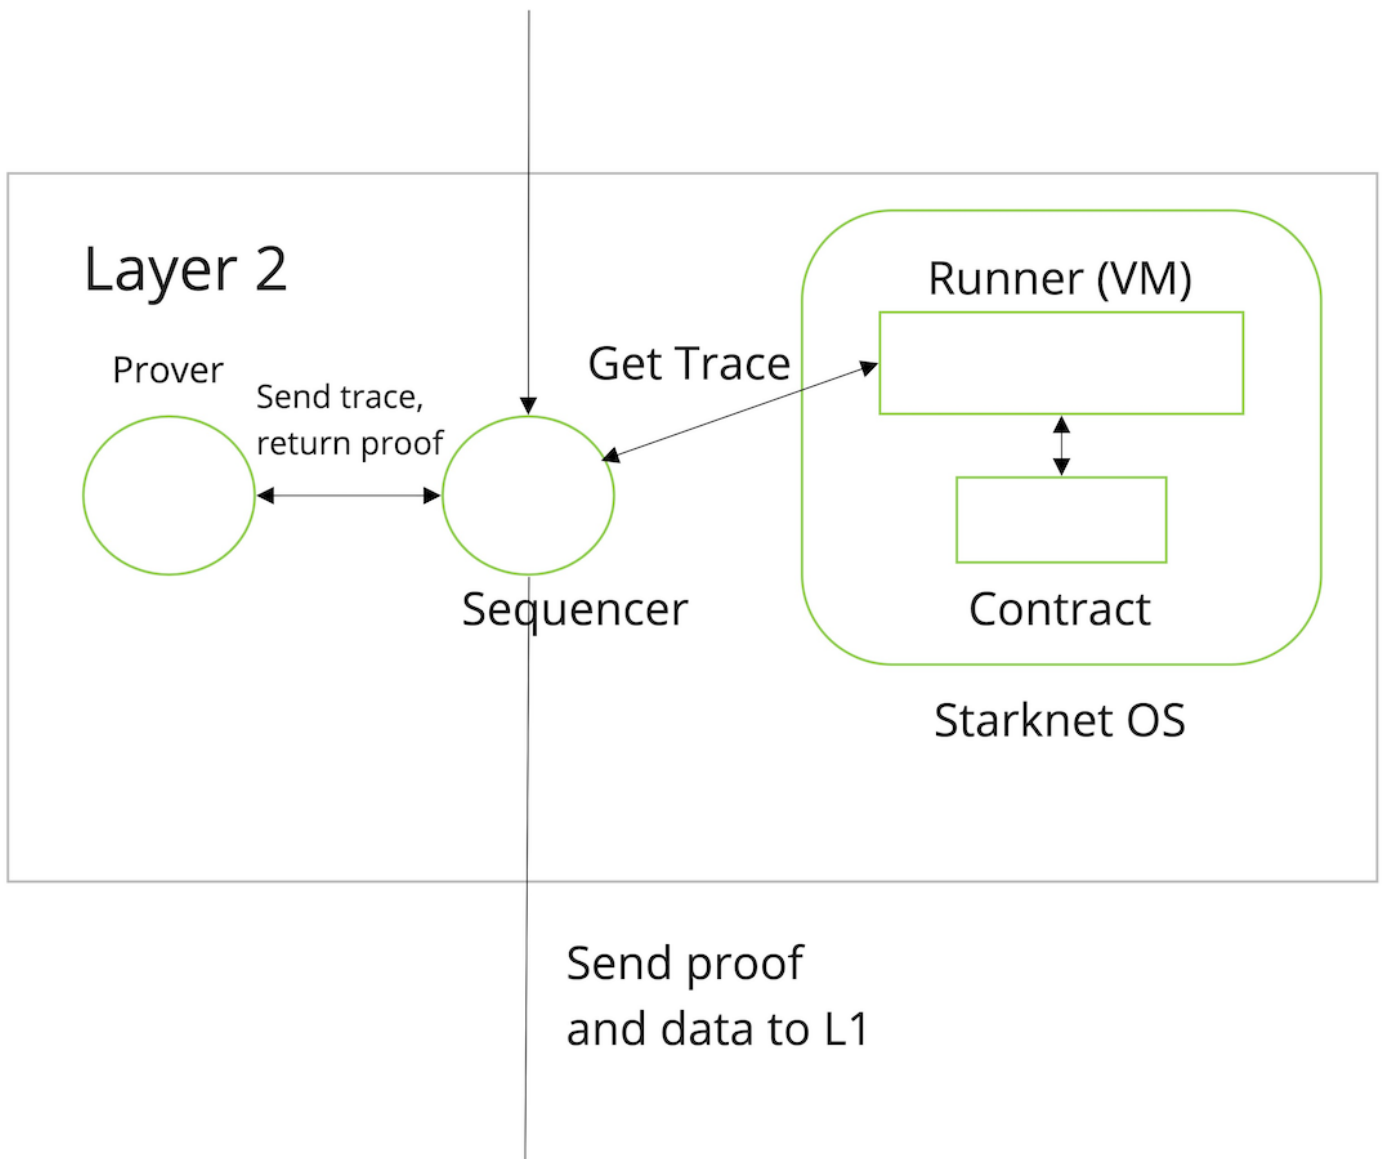 Layer 2
Prover
Send trace,
return proof
Get Trace
Sequencer
Runner (VM)
Contract
Starknet OS
Send proof
and data to L1